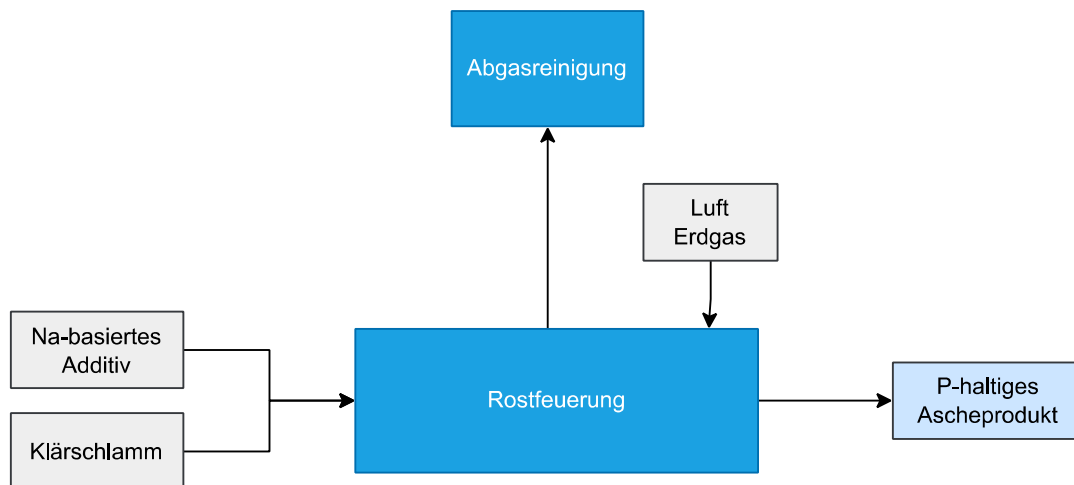 Abgasreinigung
Luft
Erdgas
Na-basiertes
Additiv
Klärschlamm
Rostfeuerung
P-haltiges
Ascheprodukt